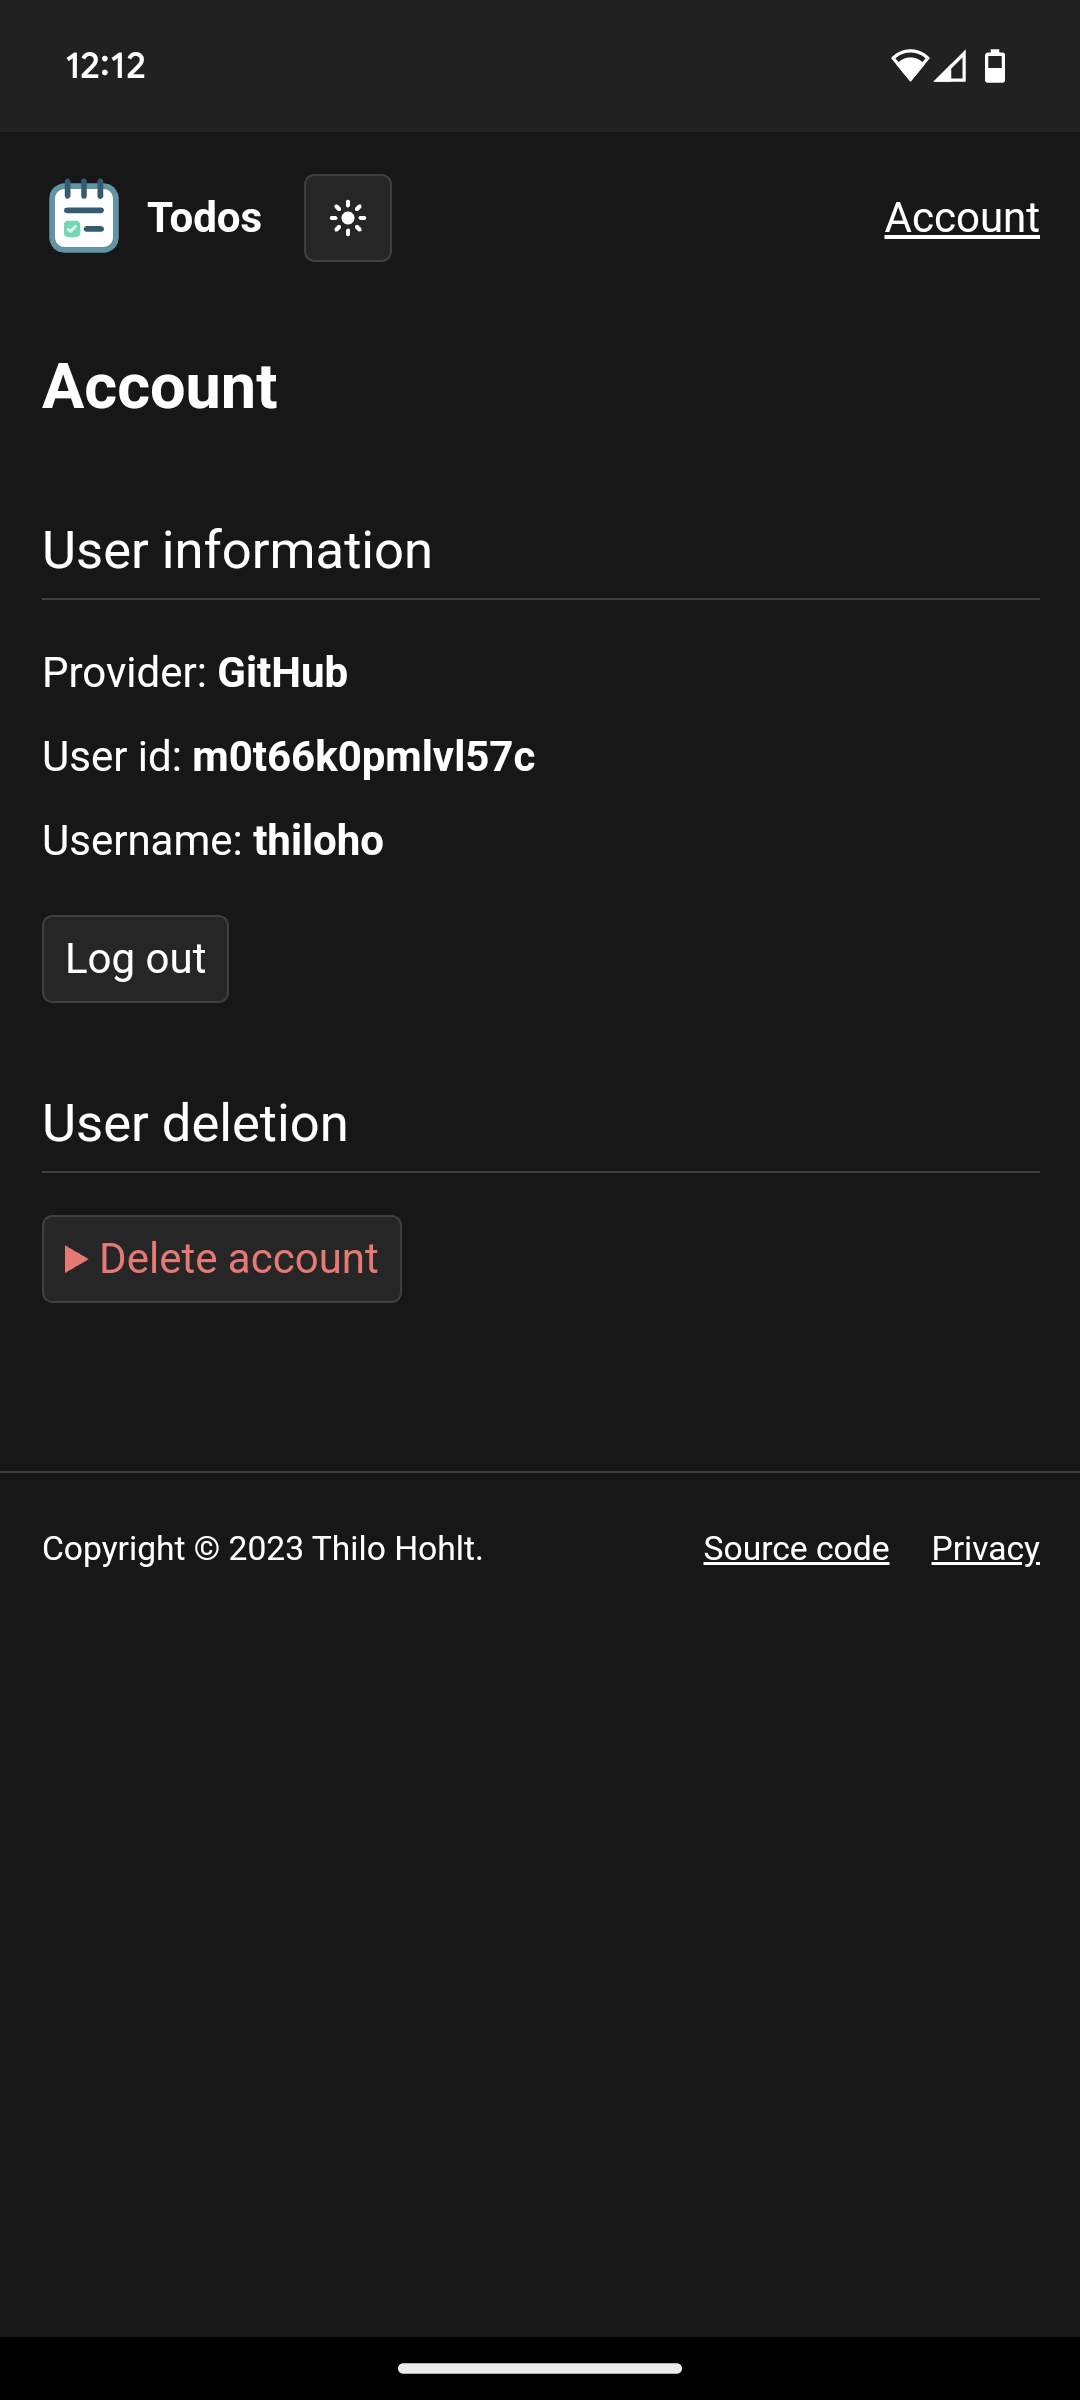 12:12
Todos
Account
Account
User information
Provider: GitHub
User id: m0t66k0pmlvl57c
Username: thiloho
Log out
User deletion
Delete account
Copyright © 2023 Thilo Hohlt.
Source code
Privacy